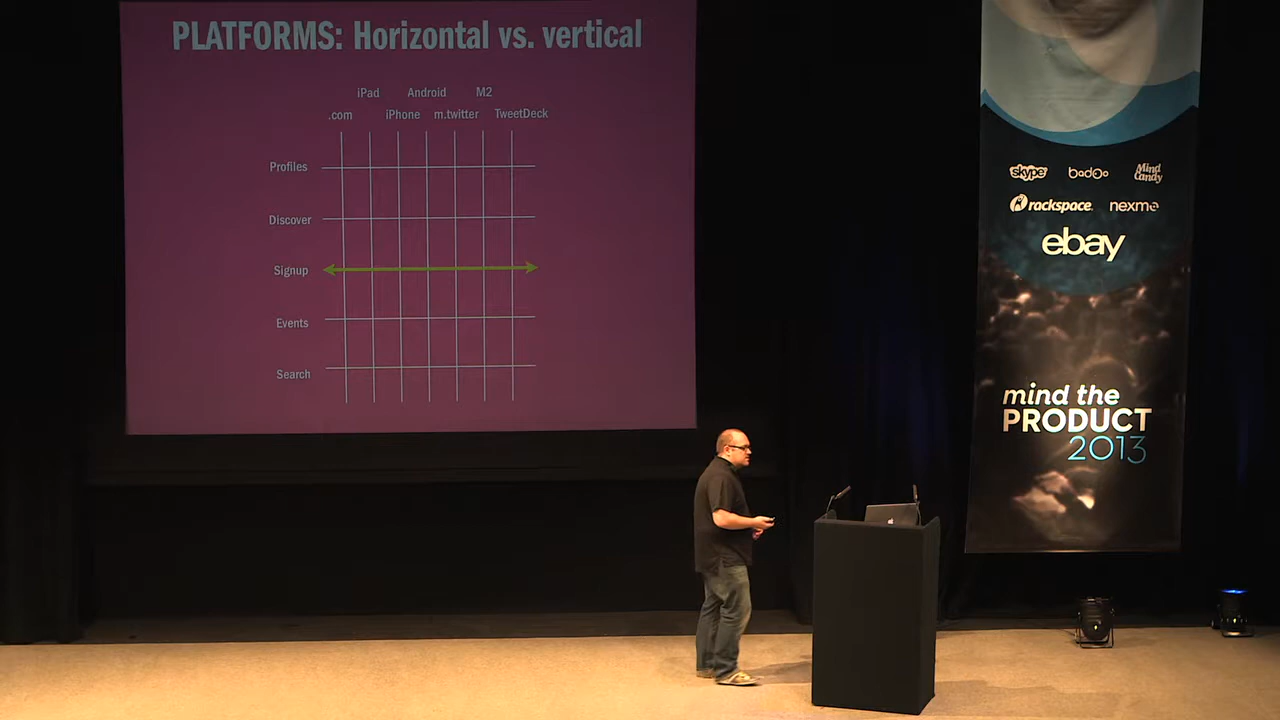 PLATFORMS: Horizontal vs. vertical
iPad Android M2
.com iPhone m.twitter TweetDeck
Profiles
Discover
Signup
Events
Search
skype badoo Mind Candy
rackspace. nexmo
ebay
mind the
PRODUCT
2013